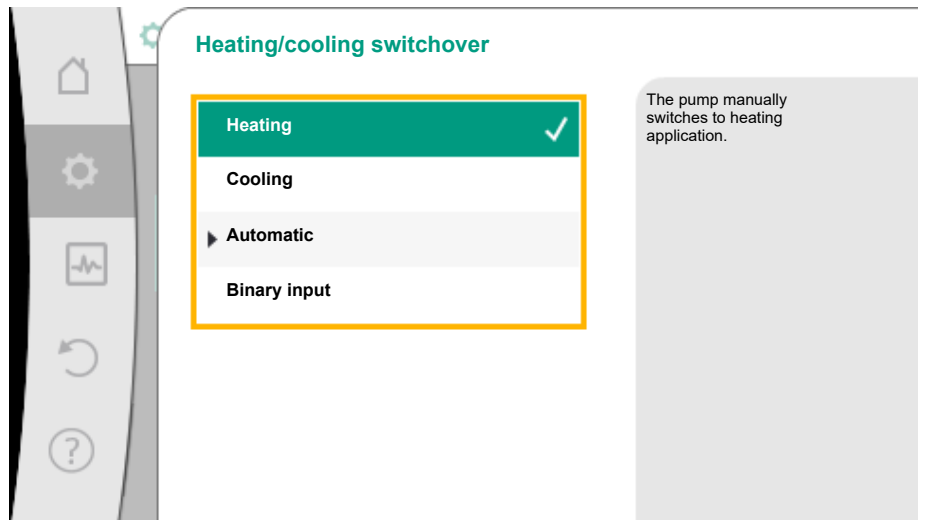 Heating/cooling switchover
Heating
Cooling
Automatic
Binary input
The pump manually
switches to heating
application.
?